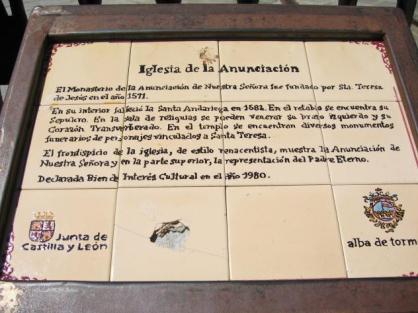 Iglesia de la Anunciación
El Monasterio de la Anunciación de Nuestra Señora fue fundado por Sta. Teresa
de Jesús en el año 1571.
En su interior falleció la Santa Andariega en 1582. En el retablo se encuentra su
Sepulcro. En la sala de reliquias se pueden venerar su brazo izquierdo y su
Corazón Transverberado. En el templo se encuentran diversos monumentos
funerarios de personajes vinculados a Santa Teresa.
El frontispicio de la iglesia, de estilo renacentista, muestra la Anunciación de
Nuestra Señora y en la parte superior, la representación del Padre Eterno.
Declarada Bien de Interés Cultural en el año 1980.
Junta de
Castilla y León
alba de torm